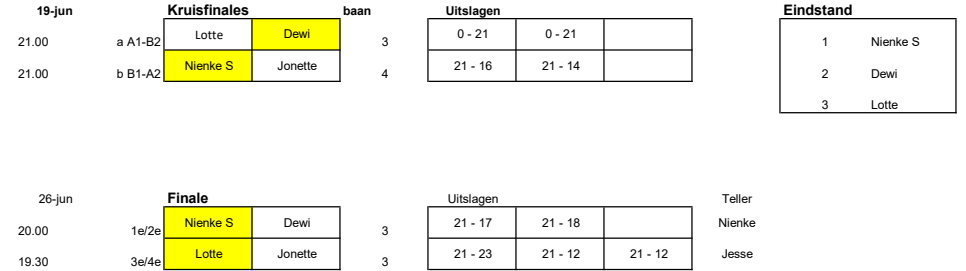 19-jun Kruisfinales baan Uitslagen Eindstand
21.00 a A1-B2 Lotte Dewi 3 0 - 21 0 - 21 1 Nienke S
21.00 b B1-A2 Nienke S Jonette 4 21 - 16 21 - 14 2 Dewi
3 Lotte
26-jun Finale Uitslagen Teller
20.00 1e/2e Nienke S Dewi 3 21 - 17 21 - 18 Nienke
19.30 3e/4e Lotte Jonette 3 21 - 23 21 - 12 21 - 12 Jesse